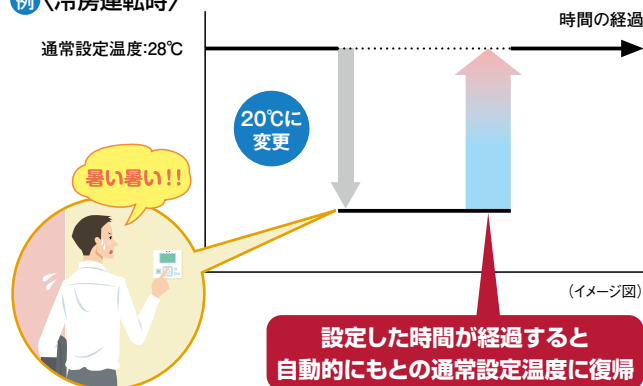 例〈冷房運転時〉
時間の経過
通常設定温度:28℃
20℃に
変更
暑い暑い!!
(イメージ図)
設定した時間が経過すると
自動的にもとの通常設定温度に復帰